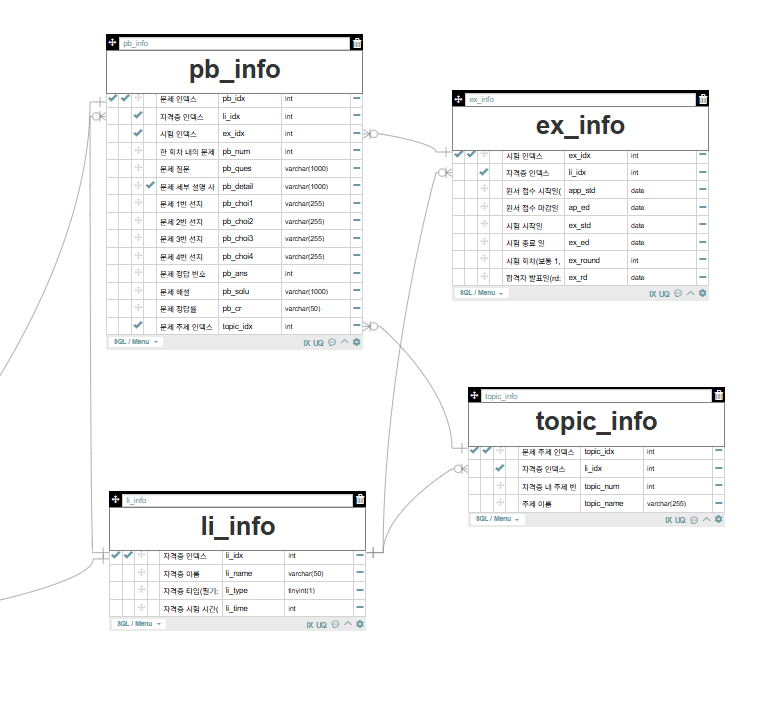 pb_info
pb_info
문제 인덱스 pb_idx int
자격증 인덱스 li_idx int
시험 인덱스 ex_idx int
한 회차 내의 문제 pb_num int
문제 질문 pb_ques varchar(1000)
문제 세부 설명 사 pb_detail varchar(1000)
문제 1번 선지 pb_choi1 varchar(255)
문제 2번 선지 pb_choi2 varchar(255)
문제 3번 선지 pb_choi3 varchar(255)
문제 4번 선지 pb_choi4 varchar(255)
문제 정답 번호 pb_ans int
문제 해설 pb_solu varchar(1000)
문제 정답률 pb_cr varchar(50)
문제 주제 인덱스 topic_idx int
SQL / Menu IX UQ
ex_info
ex_info
시험 인덱스 ex_idx int
자격증 인덱스 li_idx int
원서 접수 시작일( app_std date
원서 접수 마감일 ap_ed date
시험 시작일 ex_std date
시험 종료 일 ex_ed date
시험 회차(보통 1, ex_round int
합격자 발표일(rd: ex_rd date
SQL / Menu IX UQ
topic_info
topic_info
문제 주제 인덱스 topic_idx int
자격증 인덱스 li_idx int
자격증 내 주제 번 topic_num int
주제 이름 topic_name varchar(255)
SQL / Menu IX UQ
li_info
li_info
자격증 인덱스 li_idx int
자격증 이름 li_name varchar(50)
자격증 타입(필기: li_type tinyint(1)
자격증 시험 시간( li_time int
SQL / Menu IX UQ